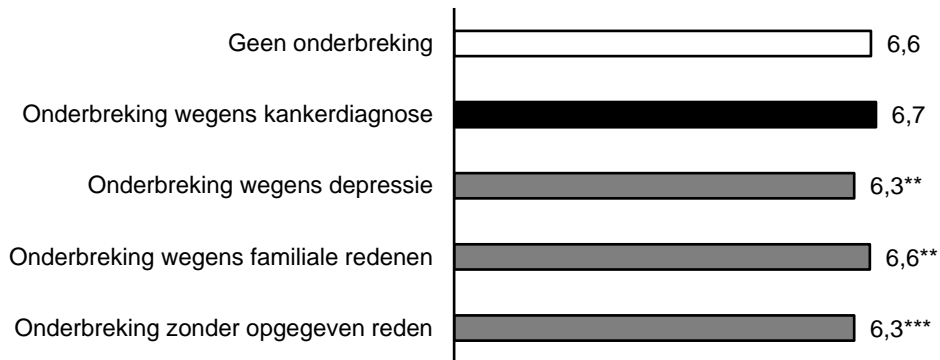 Geen onderbreking 6,6
Onderbreking wegens kankerdiagnose 6,7
Onderbreking wegens depressie 6,3**
Onderbreking wegens familiale redenen 6,6**
Onderbreking zonder opgegeven reden 6,3***